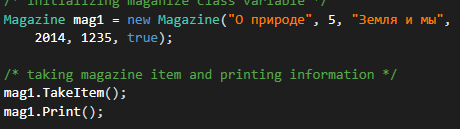 /* initializing maganize class variable */
Magazine mag1 = new Magazine("О природе", 5, "Земля и мы",
2014, 1235, true);
/* taking magazine item and printing information */
mag1.TakeItem();
mag1.Print();